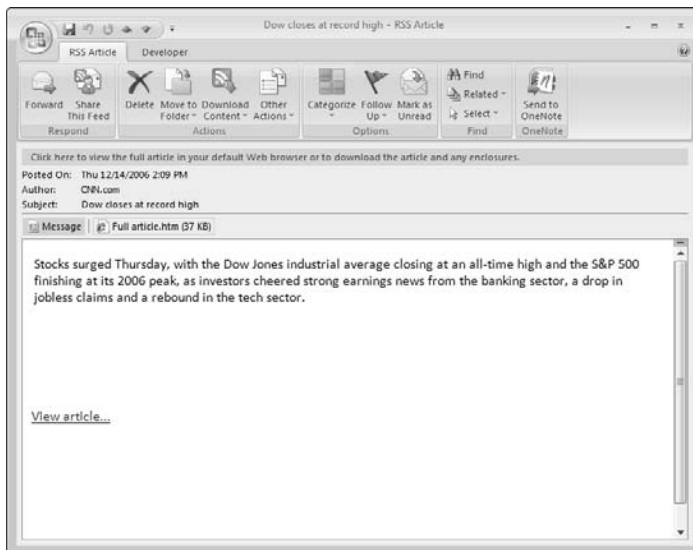 Dow closes at record high - RSS Article
RSS Article Developer
Forward Share This Feed Delete Move to Folder Download Content Other Actions Categorize Follow Up Mark as Unread Find Related Select Send to OneNote
Respond Actions Options Find OneNote
Click here to view the full article in your default Web browser or to download the article and any enclosures.
Posted On: Thu 12/14/2006 2:09 PM
Author: CNN.com
Subject: Dow closes at record high
Message Full article.htm (37 KB)
Stocks surged Thursday, with the Dow Jones industrial average closing at an all-time high and the S&P 500
finishing at its 2006 peak, as investors cheered strong earnings news from the banking sector, a drop in
jobless claims and a rebound in the tech sector.
View article...